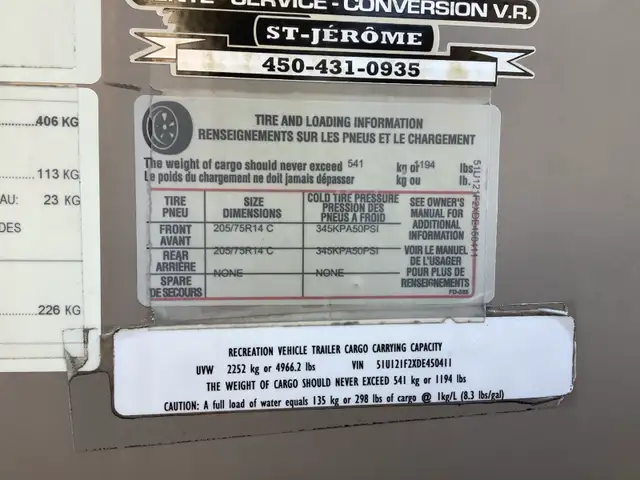 SERVICE - CONVERSION V.R.
ST-JÉRÔME
450-431-0935
406 KG
113 KG
AU: 23 KG
DES
226 KG
TIRE AND LOADING INFORMATION
RENSEIGNEMENTS SUR LES PNEUS ET LE CHARGEMENT
The weight of cargo should never exceed 541 kg or 1194 lbs.
Le poids du chargement ne doit jamais dépasser kg ou lb.
TIRE PNEU SIZE DIMENSIONS COLD TIRE PRESSURE PRESSION DES PNEUS A FROID SEE OWNER'S MANUAL FOR ADDITIONAL INFORMATION
FRONT AVANT 205/75R14 C 345KPA50PSI
REAR ARRIÈRE 205/75R14 C 345KPA50PSI VOIR LE MANUEL DE L'USAGER POUR PLUS DE RENSEIGNEMENTS
SPARE DE SECOURS NONE NONE
51U121F2XDE450411
RECREATION VEHICLE TRAILER CARGO CARRYING CAPACITY
UVW 2252 kg or 4966.2 lbs VIN 51U121F2XDE450411
THE WEIGHT OF CARGO SHOULD NEVER EXCEED 541 kg or 1194 lbs
CAUTION: A full load of water equals 135 kg or 298 lbs of cargo @ 1kg/L (8.3 lbs/gal)